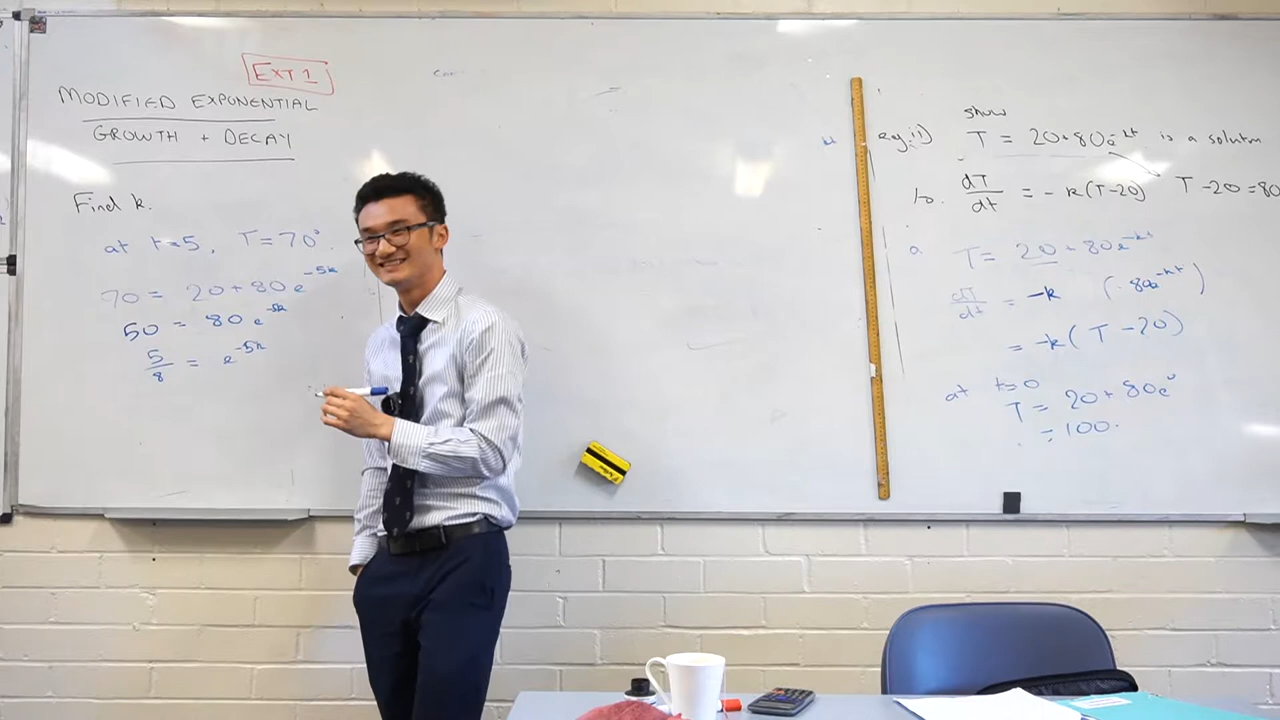 EXT 1
MODIFIED EXPONENTIAL
GROWTH + DECAY
Find k.
at t=5, T=70°.
70 = 20+80e^-5k
50 = 80e^-5k
5/8 = e^-5k
show
eg: i) T = 20+80e^-kt is a solution
to. dT/dt = -k(T-20) T-20=80
a. T= 20+80e^-kt
dT/dt = -k (80e^-kt)
= -k(T-20)
at t=0
T= 20+80e^0
= 100.